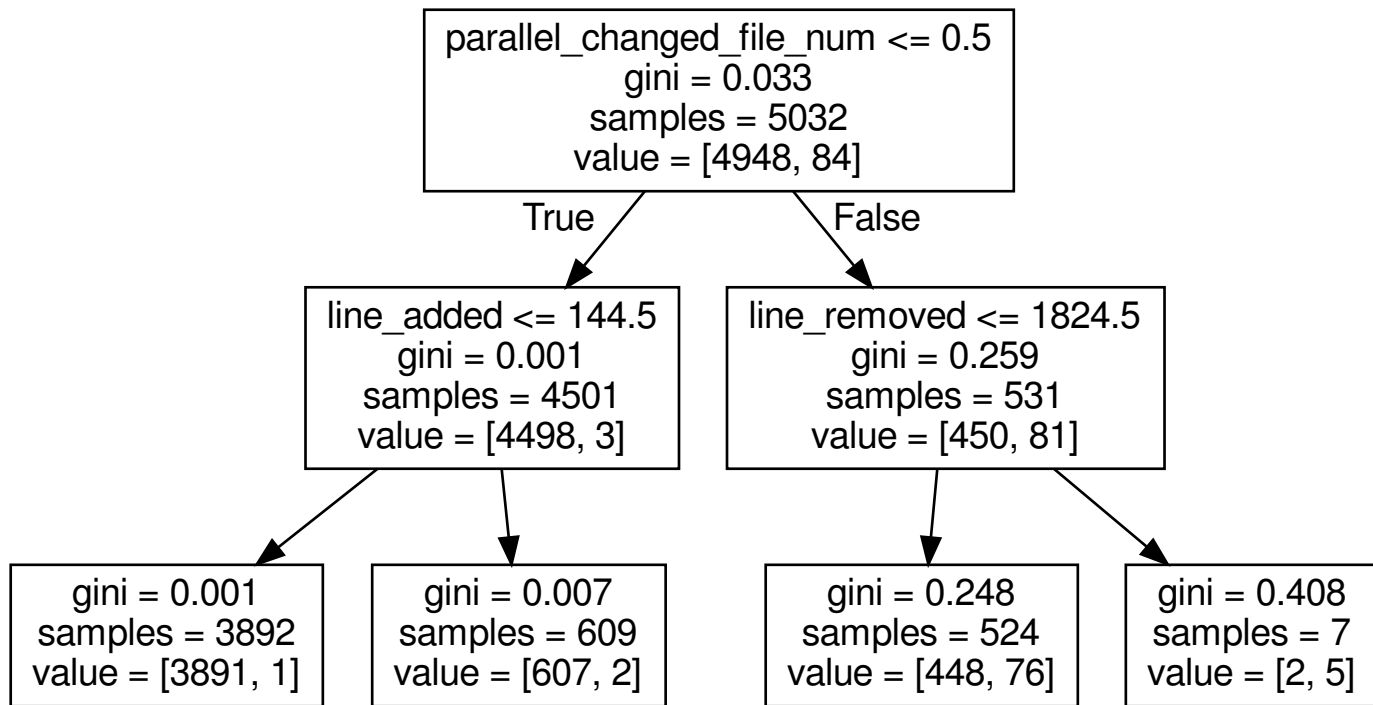 parallel_changed_file_num <= 0.5
gini = 0.033
samples = 5032
value = [4948, 84]
True
False
line_added <= 144.5
gini = 0.001
samples = 4501
value = [4498, 3]
line_removed <= 1824.5
gini = 0.259
samples = 531
value = [450, 81]
gini = 0.001
samples = 3892
value = [3891, 1]
gini = 0.007
samples = 609
value = [607, 2]
gini = 0.248
samples = 524
value = [448, 76]
gini = 0.408
samples = 7
value = [2, 5]